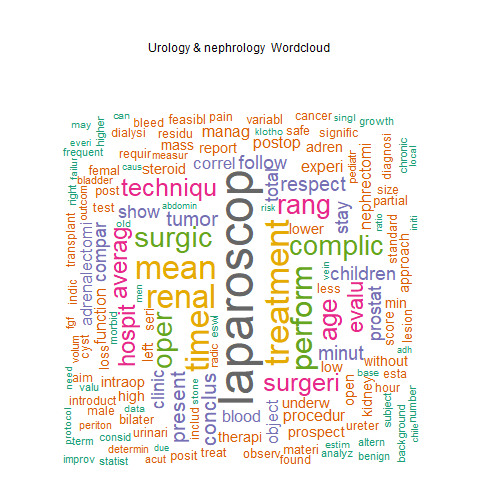 Urology & nephrology Wordcloud
may
can
bleed
feasibl
pain
variabl
cancer
singl
growth
everi
higher
dialysi
residu
manag
klotho
safe
signific
frequent
requir
measur
mass
report
postop
adren
pediatr
diagnosi
chronic
local
right
failur
bladder
femal
caus
steroid
correl
follow
total
experi
nephrectomi
outcom
post
techniqu
abdomin
risk
respect
size
partial
transplant
test
show
tumor
rang
stay
ratio
initi
adrenalectomi
compar
old
surgic
laparoscop
lower
complic
standard
approach
indic
averag
mean
treatment
vein
children
fgf
function
hospit
men
renal
less
evalu
prostat
min
score
lesion
volum
cyst
loss
morbid
seri
time
perform
age
minut
adh
left
oper
radic
eswl
low
without
need
valu
aim
intraop
surgeri
base
esta
introduct
high
clinic
present
includ
stone
conclus
open
kidney
hour
underw
male
data
blood
object
procedur
subject
number
protocol
periton
bilater
therapi
prospect
ureter
background
chile
term
consid
urinari
due
estim
altern
determin
posit
treat
observ
materi
analyz
improv
statist
acut
found
benign